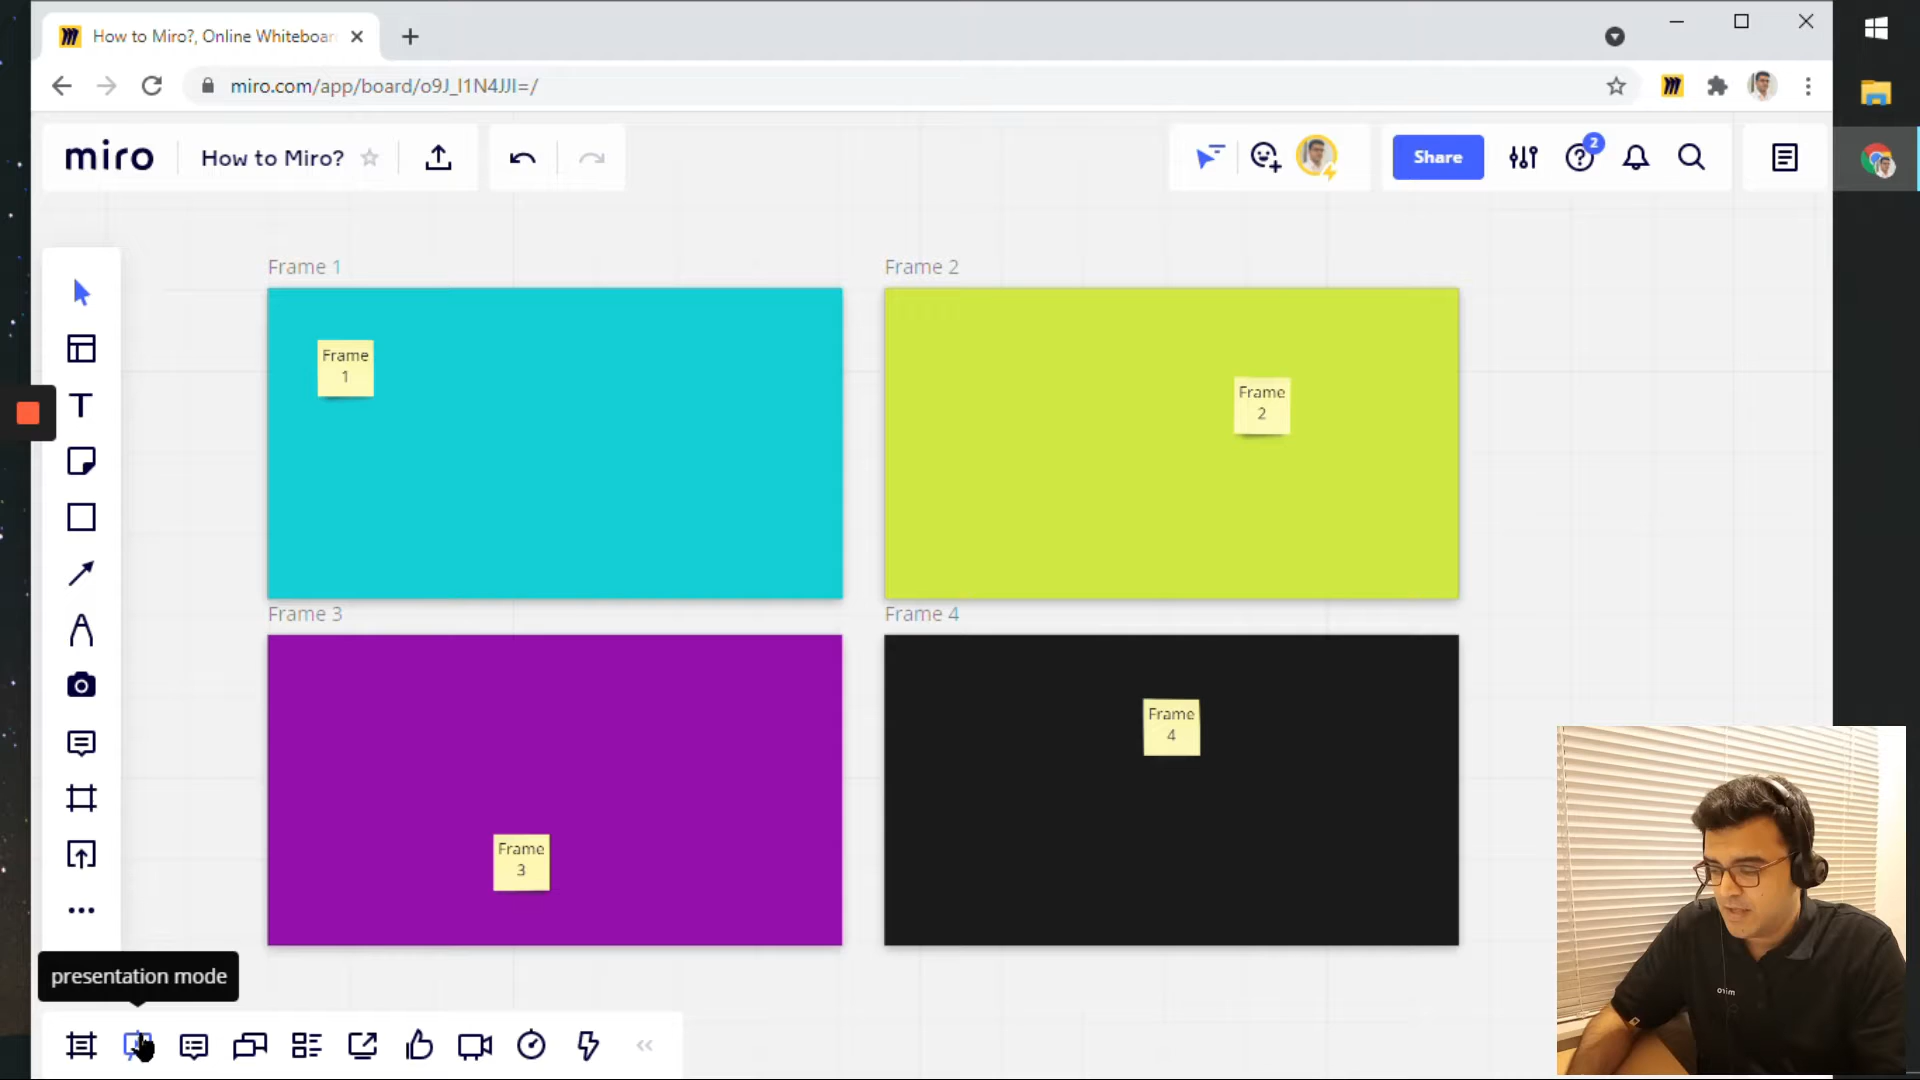 How to Miro?, Online Whiteboar
miro.com/app/board/o9J_l1N4JJI=/
miro
How to Miro?
Share
2
Frame 1
Frame 2
Frame
1
Frame
2
Frame 3
Frame 4
Frame
3
Frame
4
presentation mode
miro